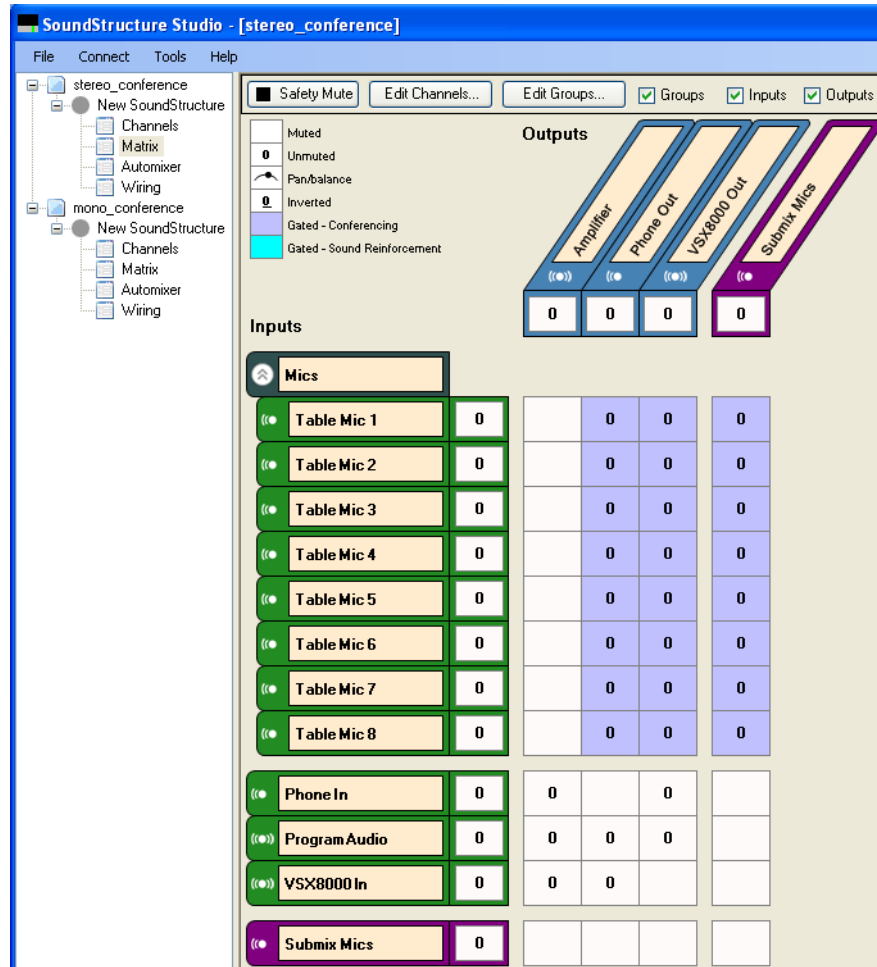 SoundStructure Studio - [stereo_conference]
File Connect Tools Help
stereo_conference
New SoundStructure
Channels
Matrix
Automixer
Wiring
mono_conference
New SoundStructure
Channels
Matrix
Automixer
Wiring
Safety Mute Edit Channels... Edit Groups... Groups Inputs Outputs
Muted
0 Unmuted
Pan/balance
0 Inverted
Gated - Conferencing
Gated - Sound Reinforcement
Outputs
Amplifier
Phone Out
VSX8000 Out
Submix Mics
0 0 0 0
Inputs
Mics
Table Mic 1 0 0 0 0
Table Mic 2 0 0 0 0
Table Mic 3 0 0 0 0
Table Mic 4 0 0 0 0
Table Mic 5 0 0 0 0
Table Mic 6 0 0 0 0
Table Mic 7 0 0 0 0
Table Mic 8 0 0 0 0
Phone In 0 0 0
Program Audio 0 0 0 0
VSX8000 In 0 0 0
Submix Mics 0